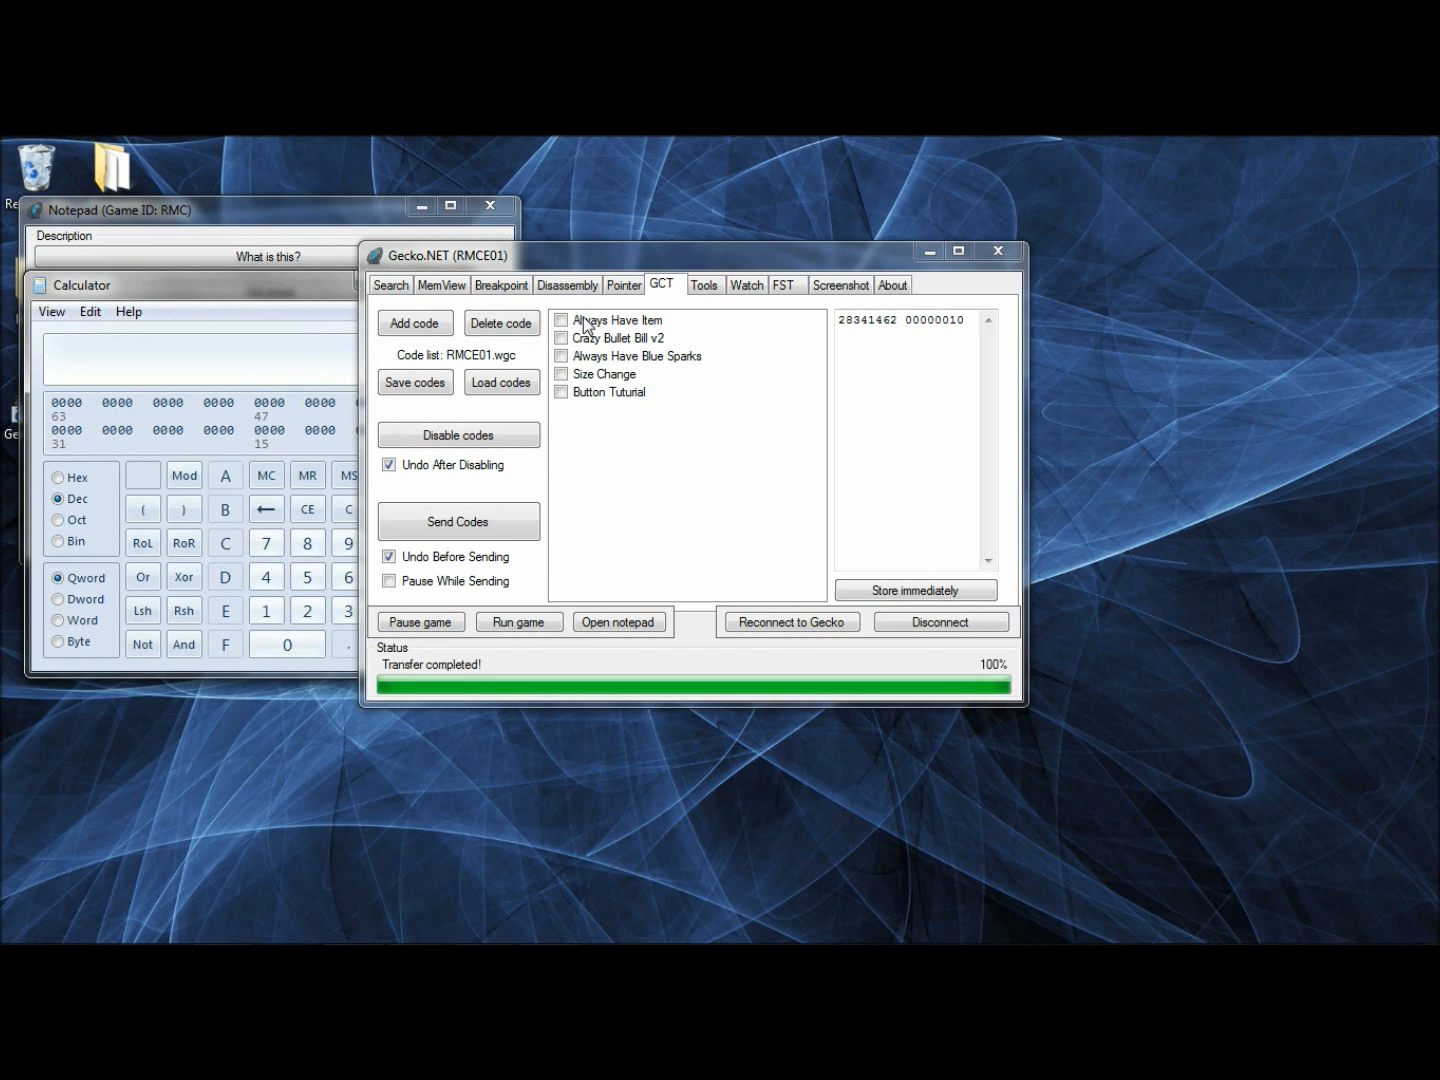 Re
Notepad (Game ID: RMC)
Description
What is this?
Calculator
View Edit Help
0000 0000 0000 0000 0000 0000
63 47
0000 0000 0000 0000 0000 0000
31 15
Hex
Dec
Oct
Bin
Qword
Dword
Word
Byte
Mod A MC MR MS
( ) B ← CE C
RoL RoR C 7 8 9
Or Xor D 4 5 6
Lsh Rsh E 1 2 3
Not And F 0 .
Ge
Gecko.NET (RMCE01)
Search MemView Breakpoint Disassembly Pointer GCT Tools Watch FST Screenshot About
Add code Delete code
Code list: RMCE01.wgc
Save codes Load codes
Disable codes
Undo After Disabling
Send Codes
Undo Before Sending
Pause While Sending
Always Have Item
Crazy Bullet Bill v2
Always Have Blue Sparks
Size Change
Button Tuturial
28341462 00000010
Store immediately
Pause game Run game Open notepad Reconnect to Gecko Disconnect
Status
Transfer completed! 100%